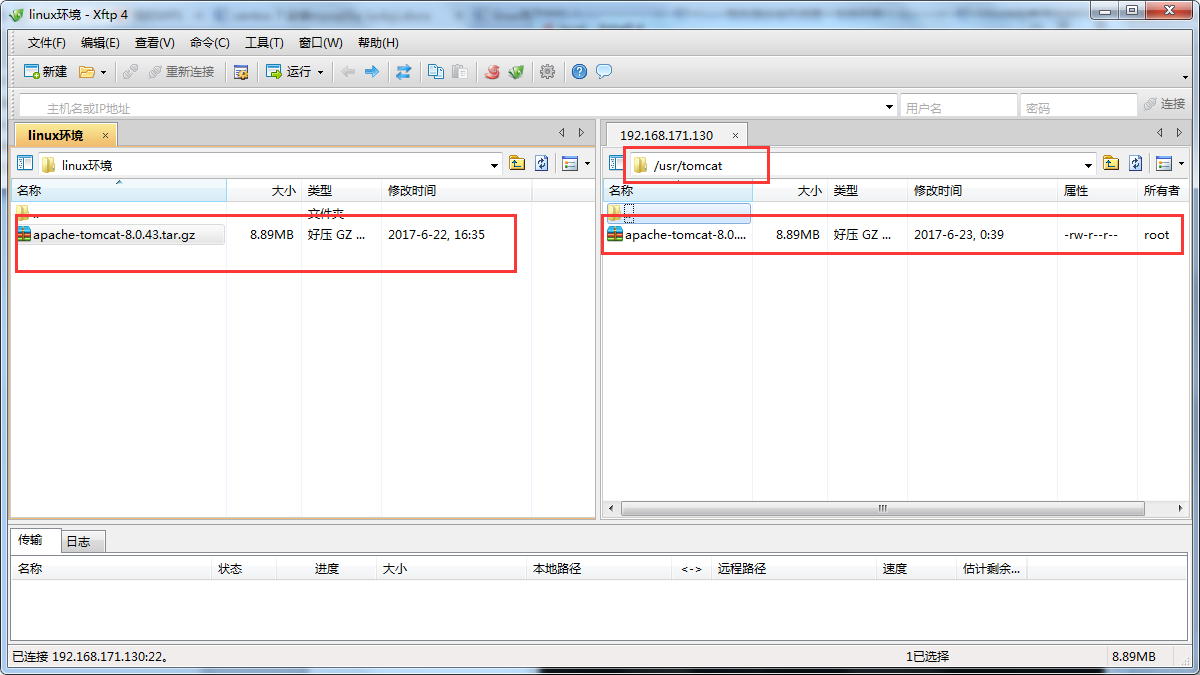 linux环境 - Xftp 4
文件(F) 编辑(E) 查看(V) 命令(C) 工具(T) 窗口(W) 帮助(H)
新建 重新连接 运行
主机名或IP地址 用户名 密码 连接
linux环境 × 192.168.171.130 ×
linux环境 /usr/tomcat
名称 大小 类型 修改时间 名称 大小 类型 修改时间 属性 所有者
.. 文件夹 ..
apache-tomcat-8.0.43.tar.gz 8.89MB 好压 GZ ... 2017-6-22, 16:35 apache-tomcat-8.0.... 8.89MB 好压 GZ ... 2017-6-23, 0:39 -rw-r--r-- root
传输 日志
名称 状态 进度 大小 本地路径 <-> 远程路径 速度 估计剩余...
已连接 192.168.171.130:22。 1已选择 8.89MB